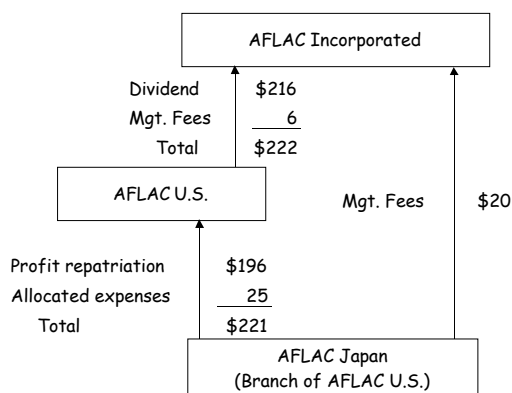 AFLAC Incorporated
Dividend $216
Mgt. Fees 6
Total $222
AFLAC U.S.
Mgt. Fees $20
Profit repatriation $196
Allocated expenses 25
Total $221
AFLAC Japan
(Branch of AFLAC U.S.)